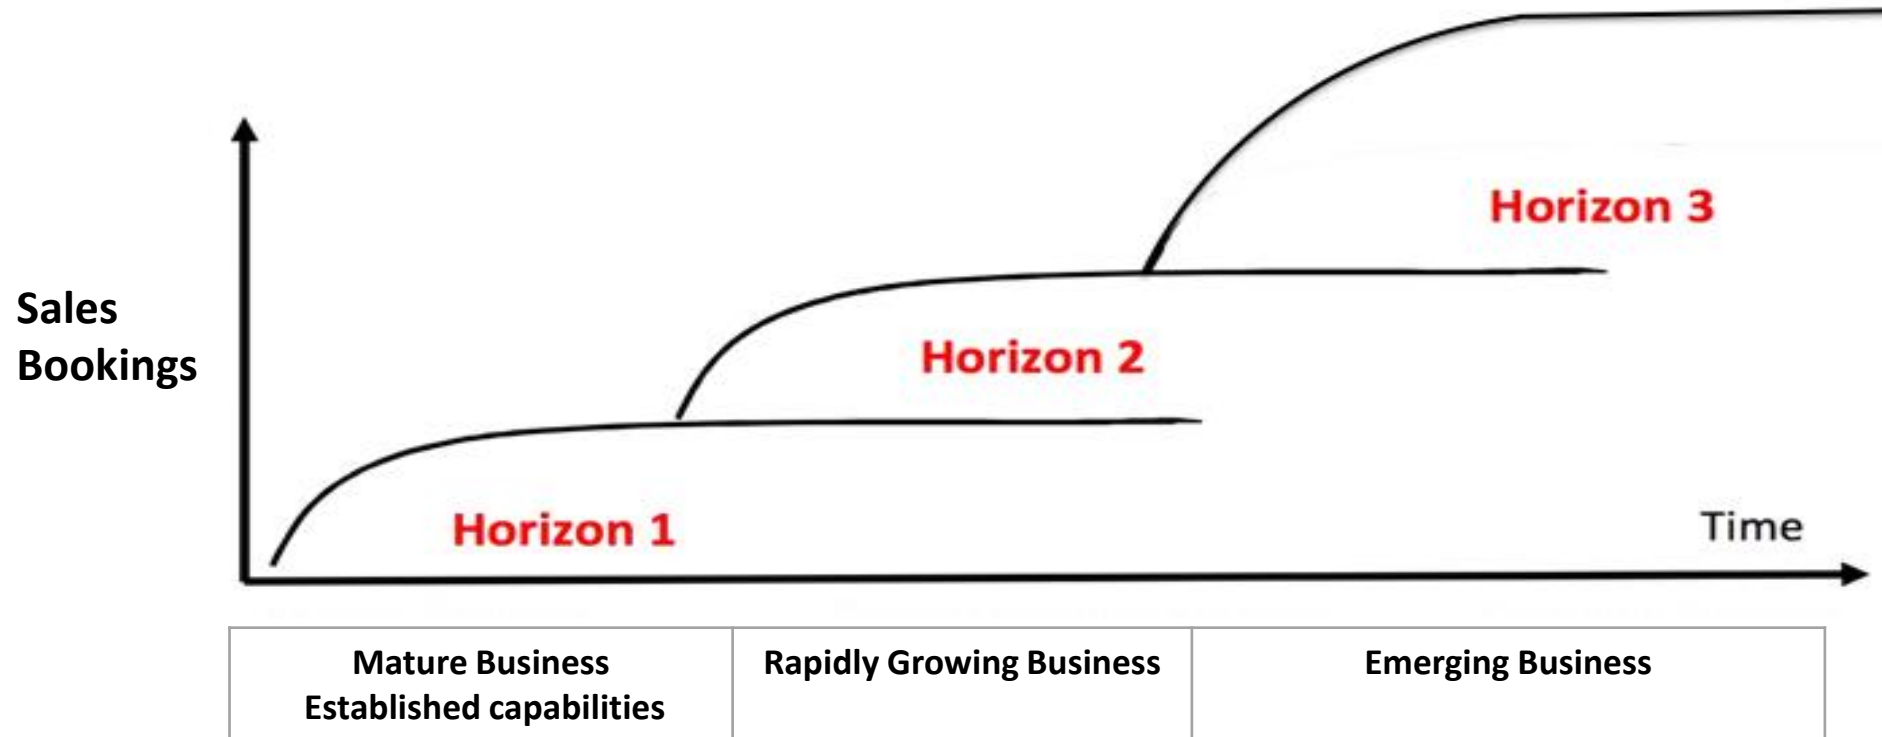 Horizon 3
Sales
Bookings
Horizon 2
Horizon 1
Time
Mature Business
Established capabilities
Rapidly Growing Business
Emerging Business